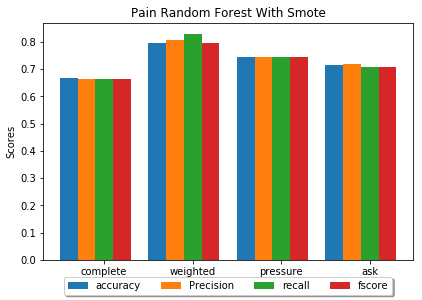 Pain Random Forest With Smote
0.8
0.7
0.6
0.5
0.4
0.3
0.2
0.1
0.0
Scores
complete weighted pressure ask
accuracy Precision recall fscore